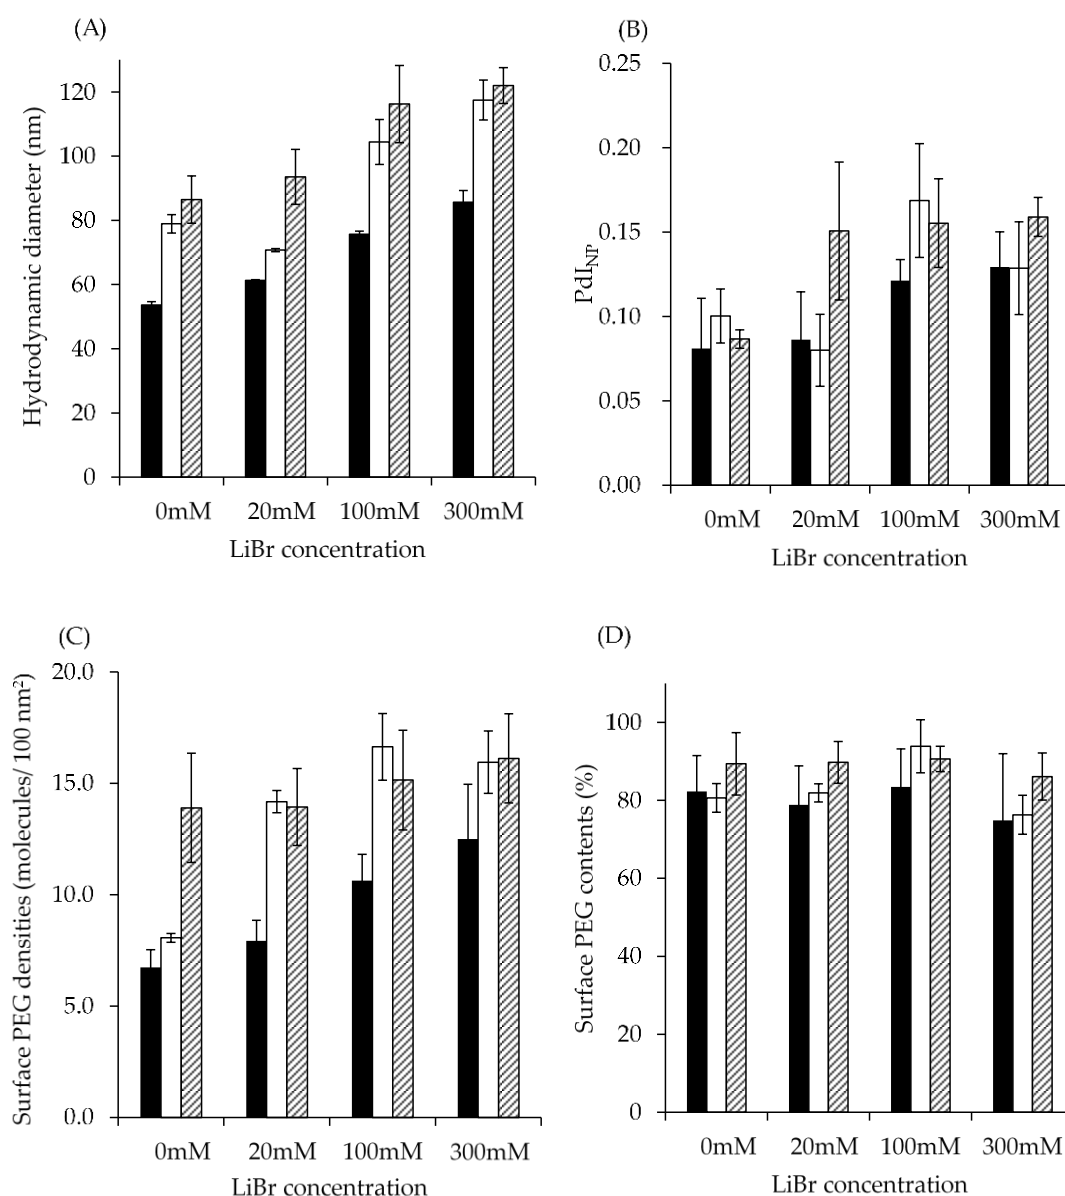 (A)
Hydrodynamic diameter (nm)
120
100
80
60
40
20
0
0mM 20mM 100mM 300mM
LiBr concentration
(B)
PdI_NP
0.25
0.20
0.15
0.10
0.05
0.00
0mM 20mM 100mM 300mM
LiBr concentration
(C)
Surface PEG densities (molecules/100 nm²)
20.0
15.0
10.0
5.0
0.0
0mM 20mM 100mM 300mM
LiBr concentration
(D)
Surface PEG contents (%)
100
80
60
40
20
0
0mM 20mM 100mM 300mM
LiBr concentration